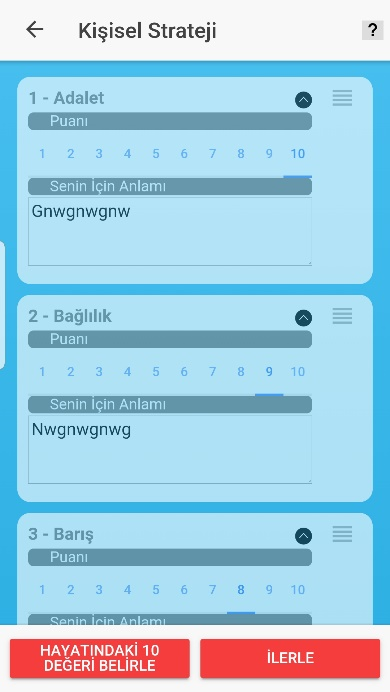 Kişisel Strateji
?
1 - Adalet
Puanı
1 2 3 4 5 6 7 8 9 10
Senin İçin Anlamı
Gnwgnwgnw
2 - Bağlılık
Puanı
1 2 3 4 5 6 7 8 9 10
Senin İçin Anlamı
Nwgnwgnwg
3 - Barış
Puanı
1 2 3 4 5 6 7 8 9 10
Senin İçin Anlamı
HAYATINDAKİ 10
DEĞERİ BELİRLE
İLERLE